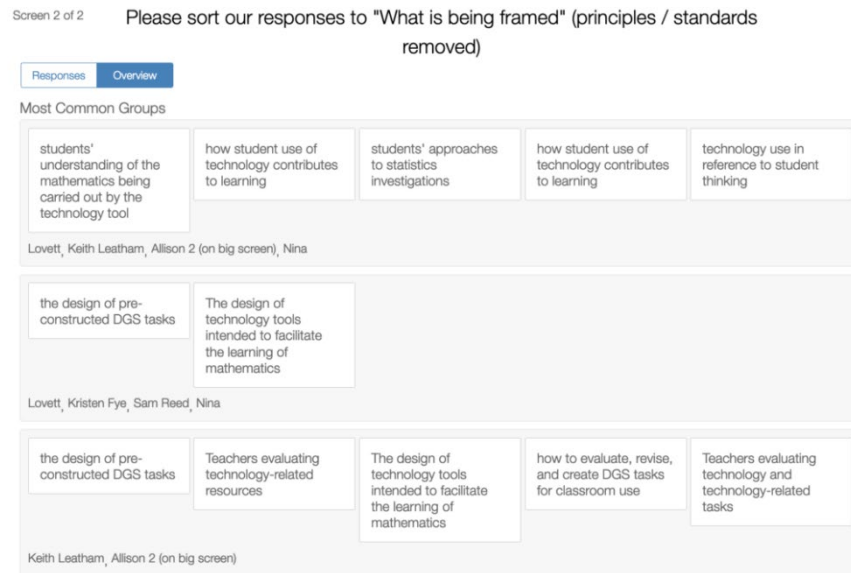 Screen 2 of 2
Please sort our responses to "What is being framed" (principles / standards
removed)
Responses
Overview
Most Common Groups
students'
understanding of the
mathematics being
carried out by the
technology tool
how student use of
technology contributes
to learning
students' approaches
to statistics
investigations
how student use of
technology contributes
to learning
technology use in
reference to student
thinking
Lovett, Keith Leatham, Allison 2 (on big screen), Nina
the design of pre-
constructed DGS tasks
The design of
technology tools
intended to facilitate
the learning of
mathematics
Lovett, Kristen Fye, Sam Reed, Nina
the design of pre-
constructed DGS tasks
Teachers evaluating
technology-related
resources
The design of
technology tools
intended to facilitate
the learning of
mathematics
how to evaluate, revise,
and create DGS tasks
for classroom use
Teachers evaluating
technology and
technology-related
tasks
Keith Leatham, Allison 2 (on big screen)